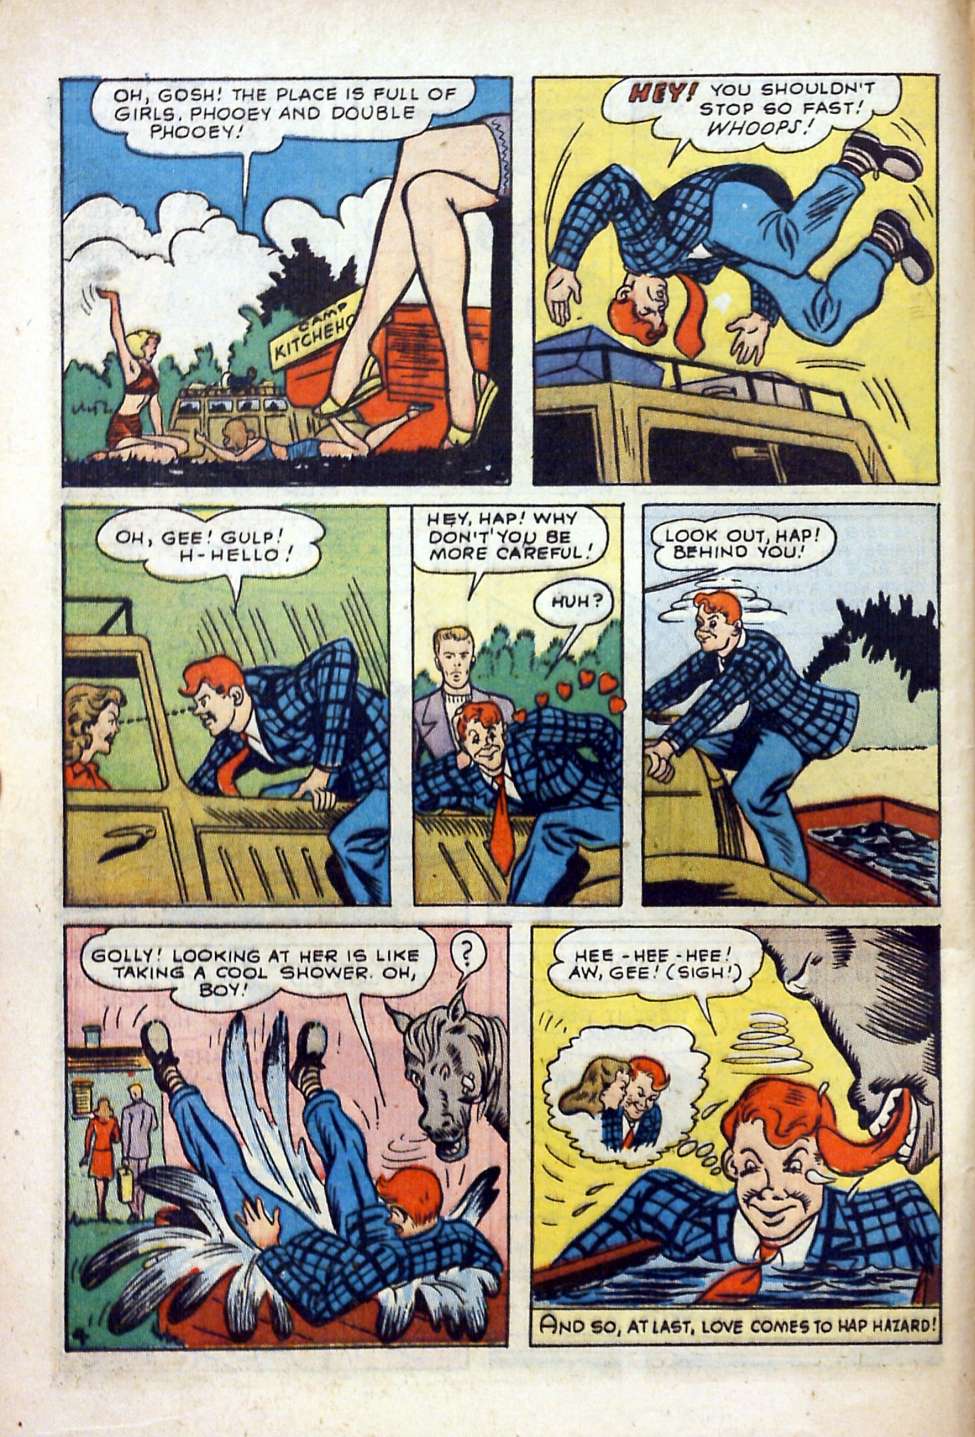 OH, GOSH! THE PLACE IS FULL OF
GIRLS, PHOOEY AND DOUBLE
PHOOEY!
CAMP
KITCHEHO
HEY! YOU SHOULDN'T
STOP SO FAST!
WHOOPS!
OH, GEE! GULP!
H-HELLO!
HEY, HAP! WHY
DON'T YOU BE
MORE CAREFUL!
HUH?
LOOK OUT, HAP!
BEHIND YOU!
GOLLY! LOOKING AT HER IS LIKE
TAKING A COOL SHOWER. OH,
BOY!
?
4
HEE-HEE-HEE!
AW, GEE! (SIGH!)
AND SO, AT LAST, LOVE COMES TO HAP HAZARD!